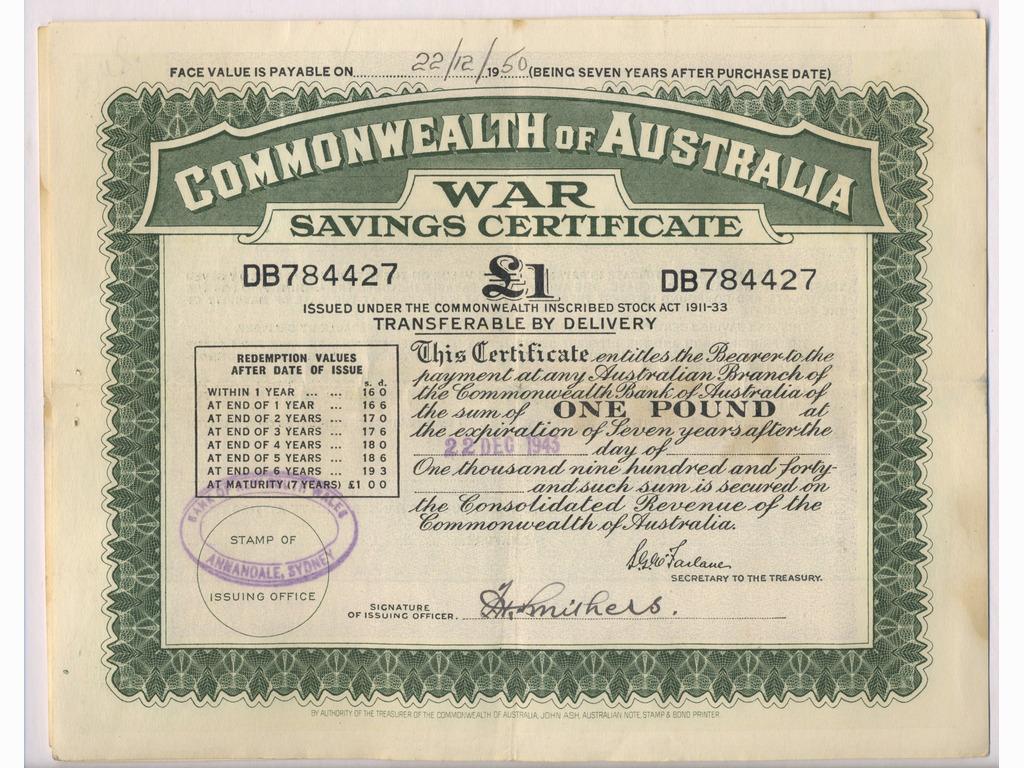 FACE VALUE IS PAYABLE ON 22/12/1950 (BEING SEVEN YEARS AFTER PURCHASE DATE)
COMMONWEALTH OF AUSTRALIA
WAR
SAVINGS CERTIFICATE
DB784427 £1 DB784427
ISSUED UNDER THE COMMONWEALTH INSCRIBED STOCK ACT 1911-33
TRANSFERABLE BY DELIVERY
REDEMPTION VALUES
AFTER DATE OF ISSUE
s. d.
WITHIN 1 YEAR ... ... 16 0
AT END OF 1 YEAR ... 16 6
AT END OF 2 YEARS ... 17 0
AT END OF 3 YEARS ... 17 6
AT END OF 4 YEARS ... 18 0
AT END OF 5 YEARS ... 18 6
AT END OF 6 YEARS ... 19 3
AT MATURITY (7 YEARS) £1 0 0
This Certificate entitles the Bearer to the
payment at any Australian Branch of
the Commonwealth Bank of Australia of
the sum of ONE POUND at
the expiration of Seven years after the
22 DEC 1943 day of
One thousand nine hundred and forty-
and such sum is secured on
the Consolidated Revenue of the
Commonwealth of Australia.
BANK OF NEW SOUTH WALES
STAMP OF
ANNANDALE, SYDNEY
ISSUING OFFICE
S G McFarlane
SECRETARY TO THE TREASURY.
SIGNATURE
OF ISSUING OFFICER. Smithers.
BY AUTHORITY OF THE TREASURER OF THE COMMONWEALTH OF AUSTRALIA, JOHN ASH, AUSTRALIAN NOTE, STAMP & BOND PRINTER.